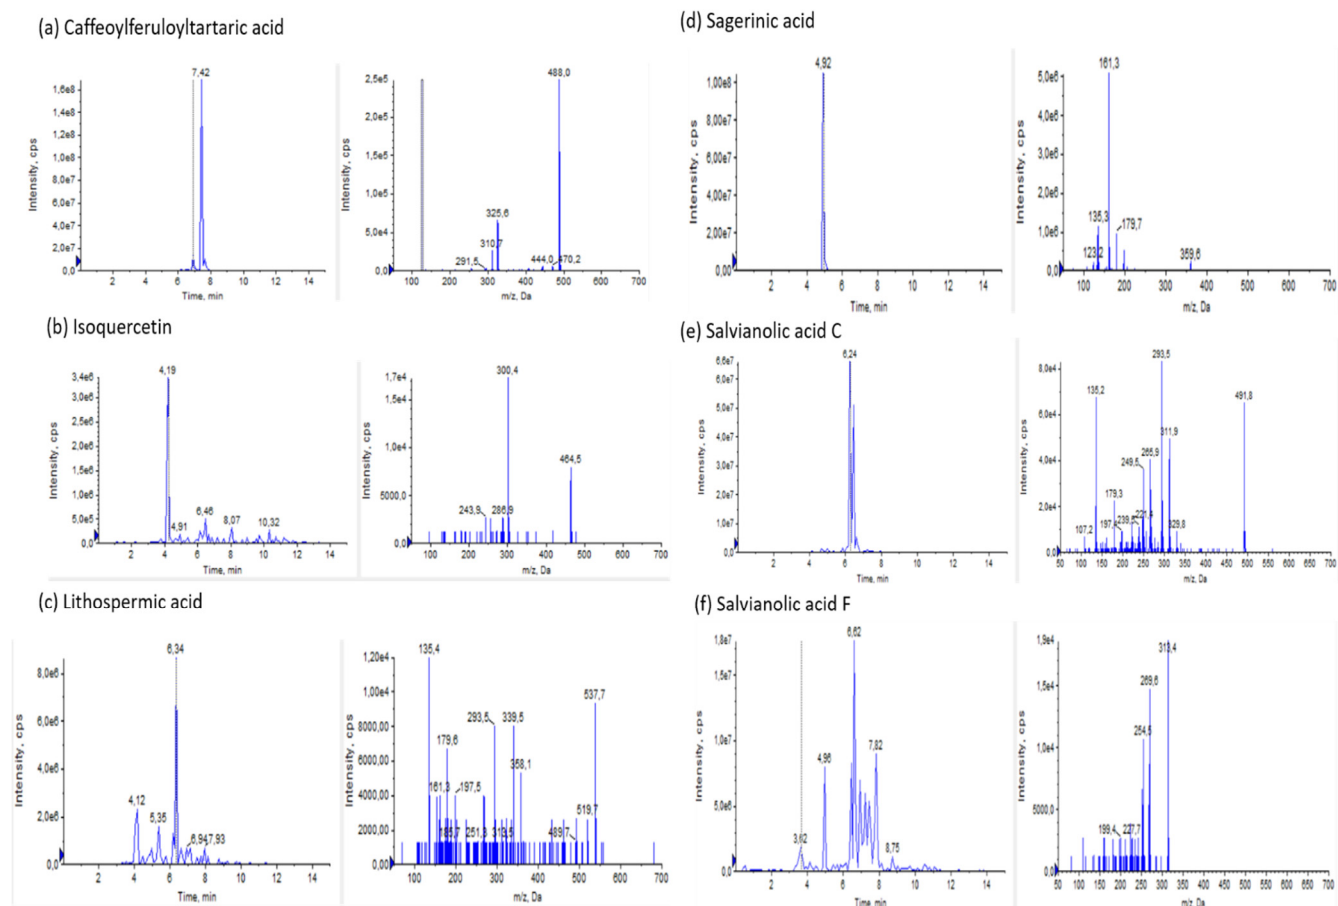 (a) Caffeoylferuloyltartaric acid
7,42
1,6e8
1,4e8
1,2e8
1,0e8
8,0e7
6,0e7
4,0e7
2,0e7
0,0
Intensity, cps
2 4 6 8 10 12 14
Time, min
488,0
2,5e5
2,0e5
1,5e5
1,0e5
5,0e4
0,0
Intensity, cps
325,6
310,7
291,5
444,0
470,2
100 200 300 400 500 600 700
m/z, Da
(b) Isoquercetin
4,19
3,4e6
3,0e6
2,5e6
2,0e6
1,5e6
1,0e6
5,0e5
0,0
Intensity, cps
4,91
6,46
8,07
10,32
2 4 6 8 10 12 14
Time, min
300,4
1,7e4
1,5e4
1,0e4
5000,0
0,0
Intensity, cps
464,5
243,9
286,9
100 200 300 400 500 600 700
m/z, Da
(c) Lithospermic acid
6,34
8,0e6
6,0e6
4,0e6
2,0e6
0,0
Intensity, cps
4,12
5,35
6,94
7,93
2 4 6 8 10 12 14
Time, min
135,4
1,20e4
1,00e4
8000,00
6000,00
4000,00
2000,00
0,00
Intensity, cps
537,7
293,5
339,5
179,6
358,1
161,3
197,5
519,7
185,7
251,3
313,5
489,7
100 200 300 400 500 600 700
m/z, Da
(d) Sagerinic acid
4,92
1,00e8
8,00e7
6,00e7
4,00e7
2,00e7
0,00
Intensity, cps
2 4 6 8 10 12 14
Time, min
161,3
5,0e6
4,0e6
3,0e6
2,0e6
1,0e6
0,0
Intensity, cps
135,3
179,7
123,2
359,6
100 200 300 400 500 600 700
m/z, Da
(e) Salvianolic acid C
6,24
6,6e7
6,0e7
5,0e7
4,0e7
3,0e7
2,0e7
1,0e7
0,0
Intensity, cps
2 4 6 8 10 12 14
Time, min
293,5
8,0e4
6,0e4
4,0e4
2,0e4
0,0
Intensity, cps
135,2
491,8
311,9
265,9
249,5
179,3
107,2
329,8
50 100 150 200 250 300 350 400 450 500 550 600 650 700
m/z, Da
(f) Salvianolic acid F
6,62
1,8e7
1,5e7
1,0e7
5,0e6
0,0
Intensity, cps
4,96
7,82
3,62
8,75
2 4 6 8 10 12 14
Time, min
313,4
1,9e4
1,5e4
1,0e4
5000,0
0,0
Intensity, cps
269,6
254,5
199,4
227,7
50 100 150 200 250 300 350 400 450 500 550 600 650 700
m/z, Da